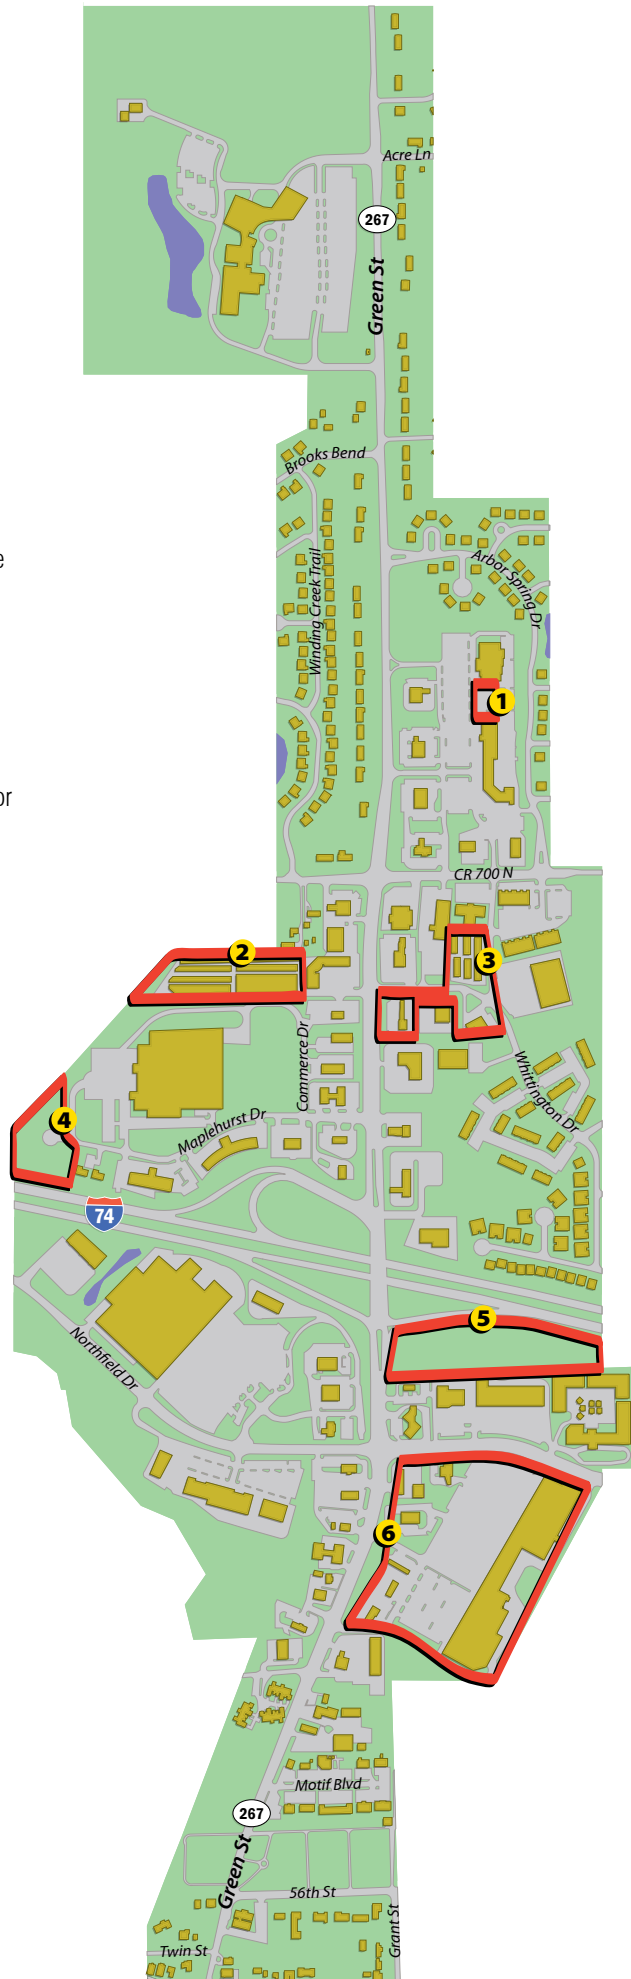 Acre Ln
267
Green St
Brooks Bend
Arbor Spring Dr
e
Winding Creek Trail
1
or
CR 700 N
2
3
Commerce Dr
Whittington Dr
4
Maplehurst Dr
74
5
Northfield Dr
6
Motif Blvd
267
Green St
56th St
Grant St
Twin St